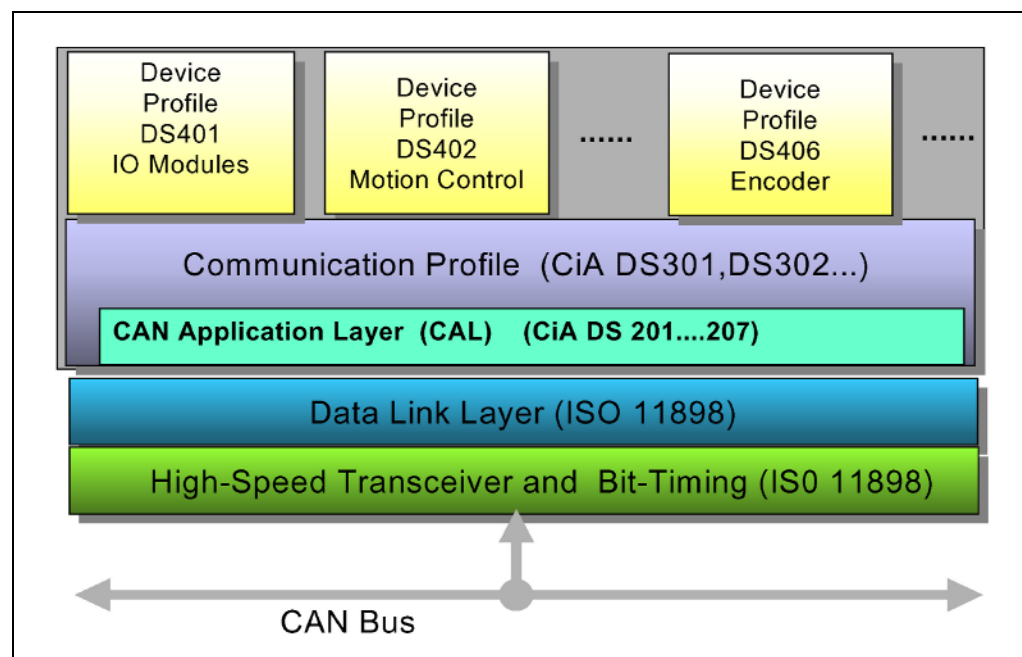 Device
Profile
DS401
IO Modules
Device
Profile
DS402
Motion Control
......
Device
Profile
DS406
Encoder
......
Communication Profile (CiA DS301,DS302...)
CAN Application Layer (CAL) (CiA DS 201....207)
Data Link Layer (ISO 11898)
High-Speed Transceiver and Bit-Timing (IS0 11898)
CAN Bus